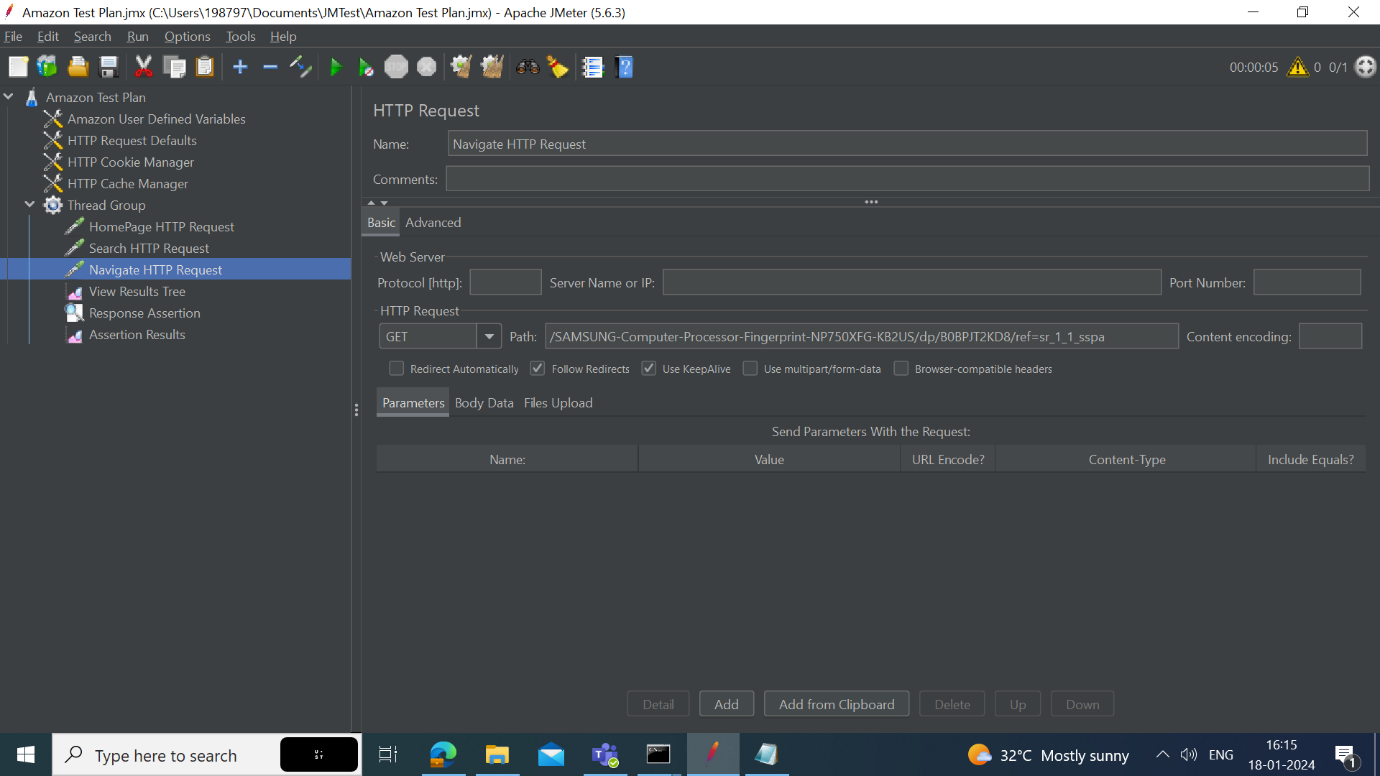 Amazon Test Plan.jmx (C:\Users\198797\Documents\JMTest\Amazon Test Plan.jmx) - Apache JMeter (5.6.3)
File Edit Search Run Options Tools Help
00:00:05 0 0/1
Amazon Test Plan
Amazon User Defined Variables
HTTP Request Defaults
HTTP Cookie Manager
HTTP Cache Manager
Thread Group
HomePage HTTP Request
Search HTTP Request
Navigate HTTP Request
View Results Tree
Response Assertion
Assertion Results
HTTP Request
Name: Navigate HTTP Request
Comments:
Basic Advanced
Web Server
Protocol [http]: Server Name or IP: Port Number:
HTTP Request
GET Path: /SAMSUNG-Computer-Processor-Fingerprint-NP750XFG-KB2US/dp/B0BPJT2KD8/ref=sr_1_1_sspa Content encoding:
Redirect Automatically Follow Redirects Use KeepAlive Use multipart/form-data Browser-compatible headers
Parameters Body Data Files Upload
Send Parameters With the Request:
Name: Value URL Encode? Content-Type Include Equals?
Detail Add Add from Clipboard Delete Up Down
Type here to search
32°C Mostly sunny ENG
16:15
18-01-2024
1